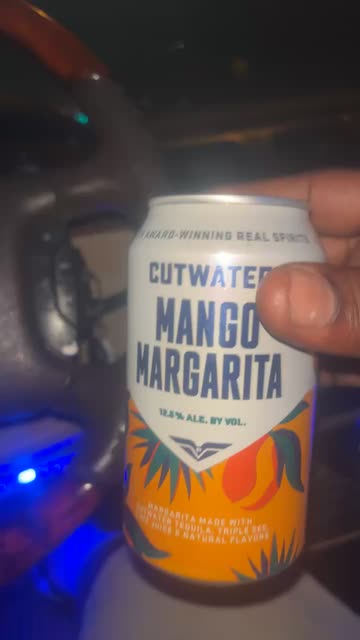 AWARD-WINNING REAL SPIRITS
CUTWATER
MANGO
MARGARITA
12.5% ALC. BY VOL.
MARGARITA MADE WITH
CUTWATER TEQUILA, TRIPLE SEC,
JUICE & NATURAL FLAVORS